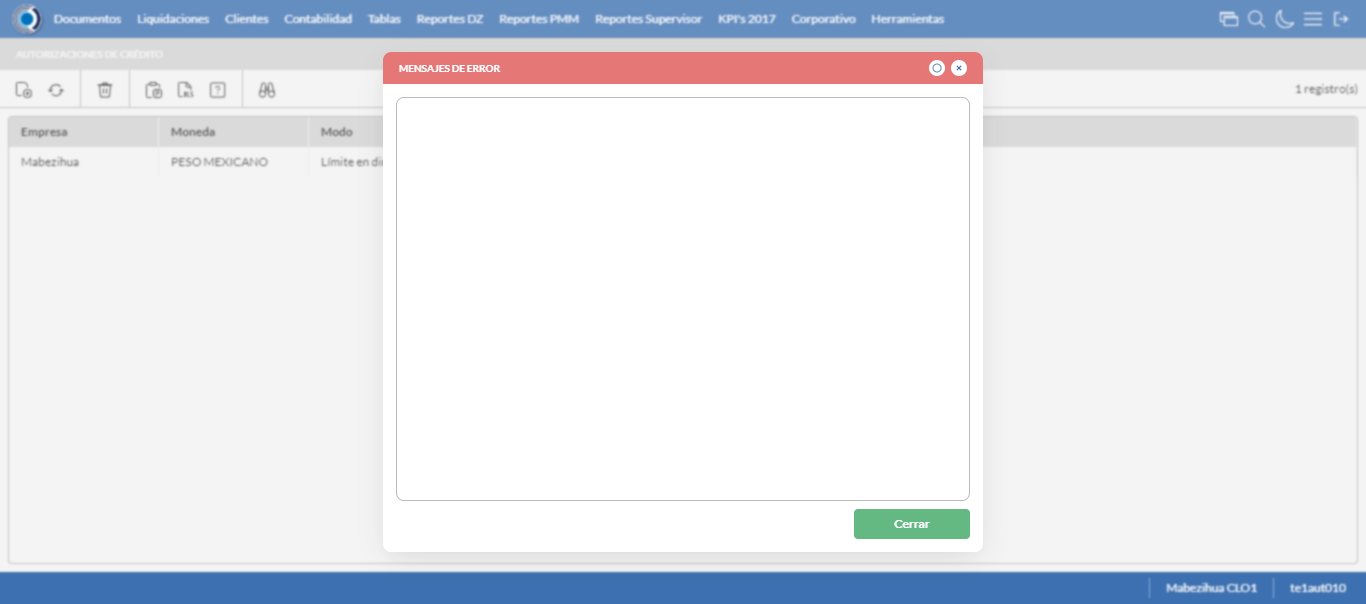 Documentos Liquidaciones Clientes Contabilidad Tablas Reportes DZ Reportes PMM Reportes Supervisor KPI's 2017 Corporativo Herramientas
AUTORIZACIONES DE CRÉDITO
MENSAJES DE ERROR
1 registro(s)
Empresa Moneda Modo
Mabezihua PESO MEXICANO Límite en di
Cerrar
Mabezihua CLO1 te1aut010